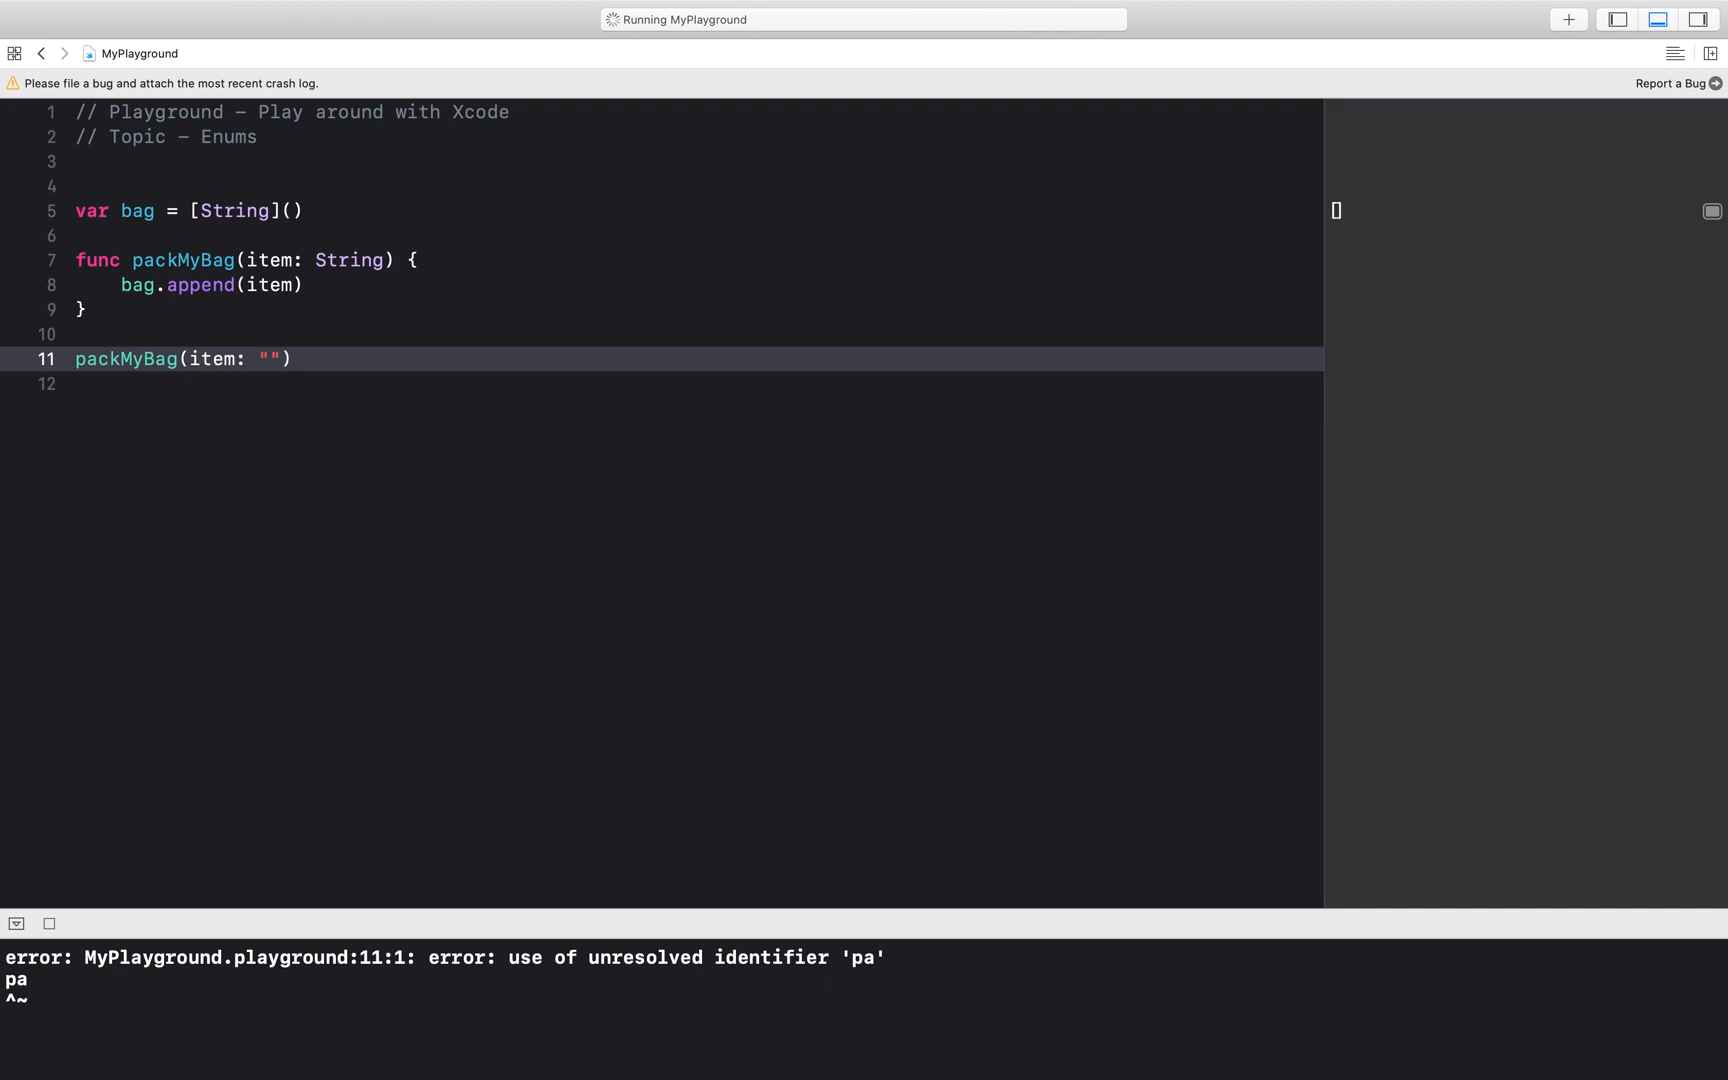 Running MyPlayground
MyPlayground
Please file a bug and attach the most recent crash log.
Report a Bug
1 // Playground – Play around with Xcode
2 // Topic – Enums
3
4
5 var bag = [String]()
[]
6
7 func packMyBag(item: String) {
8 bag.append(item)
9 }
10
11 packMyBag(item: "")
12
error: MyPlayground.playground:11:1: error: use of unresolved identifier 'pa'
pa
^~